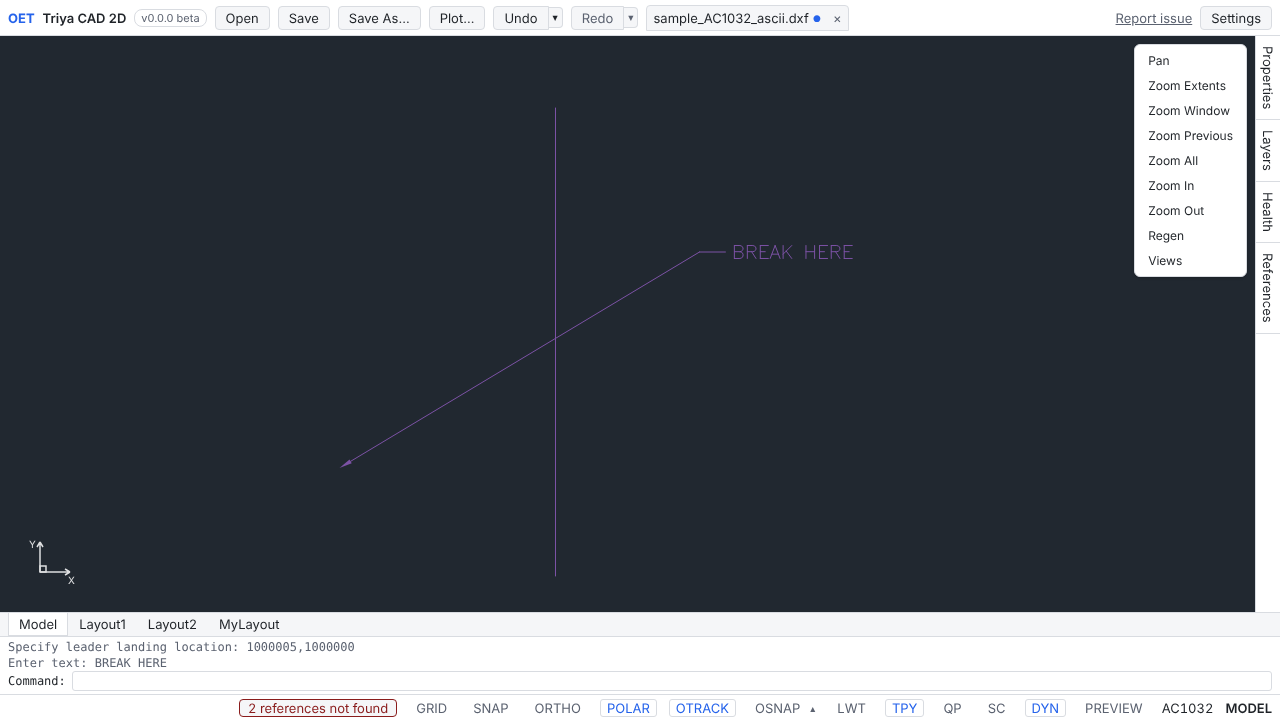 OET Triya CAD 2D v0.0.0 beta Open Save Save As... Plot... Undo ▾ Redo ▾ sample_AC1032_ascii.dxf ● × Report issue Settings
Pan
Zoom Extents
Zoom Window
Zoom Previous
Zoom All
Zoom In
Zoom Out
Regen
Views
Properties
Layers
Health
References
BREAK HERE
Y
X
Model Layout1 Layout2 MyLayout
Specify leader landing location: 1000005,1000000
Enter text: BREAK HERE
Command:
2 references not found GRID SNAP ORTHO POLAR OTRACK OSNAP ▴ LWT TPY QP SC DYN PREVIEW AC1032 MODEL